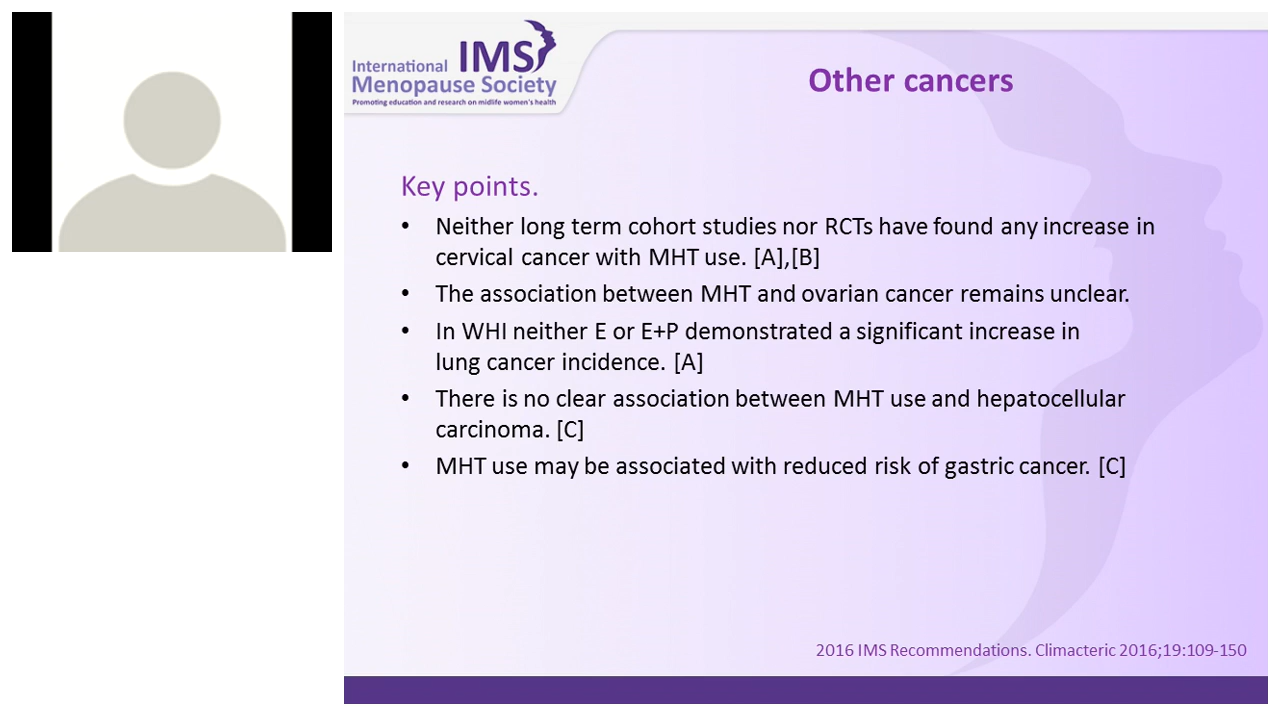 International IMS
Menopause Society
Promoting education and research on midlife women's health
Other cancers
Key points.
• Neither long term cohort studies nor RCTs have found any increase in
cervical cancer with MHT use. [A],[B]
• The association between MHT and ovarian cancer remains unclear.
• In WHI neither E or E+P demonstrated a significant increase in
lung cancer incidence. [A]
• There is no clear association between MHT use and hepatocellular
carcinoma. [C]
• MHT use may be associated with reduced risk of gastric cancer. [C]
2016 IMS Recommendations. Climacteric 2016;19:109-150